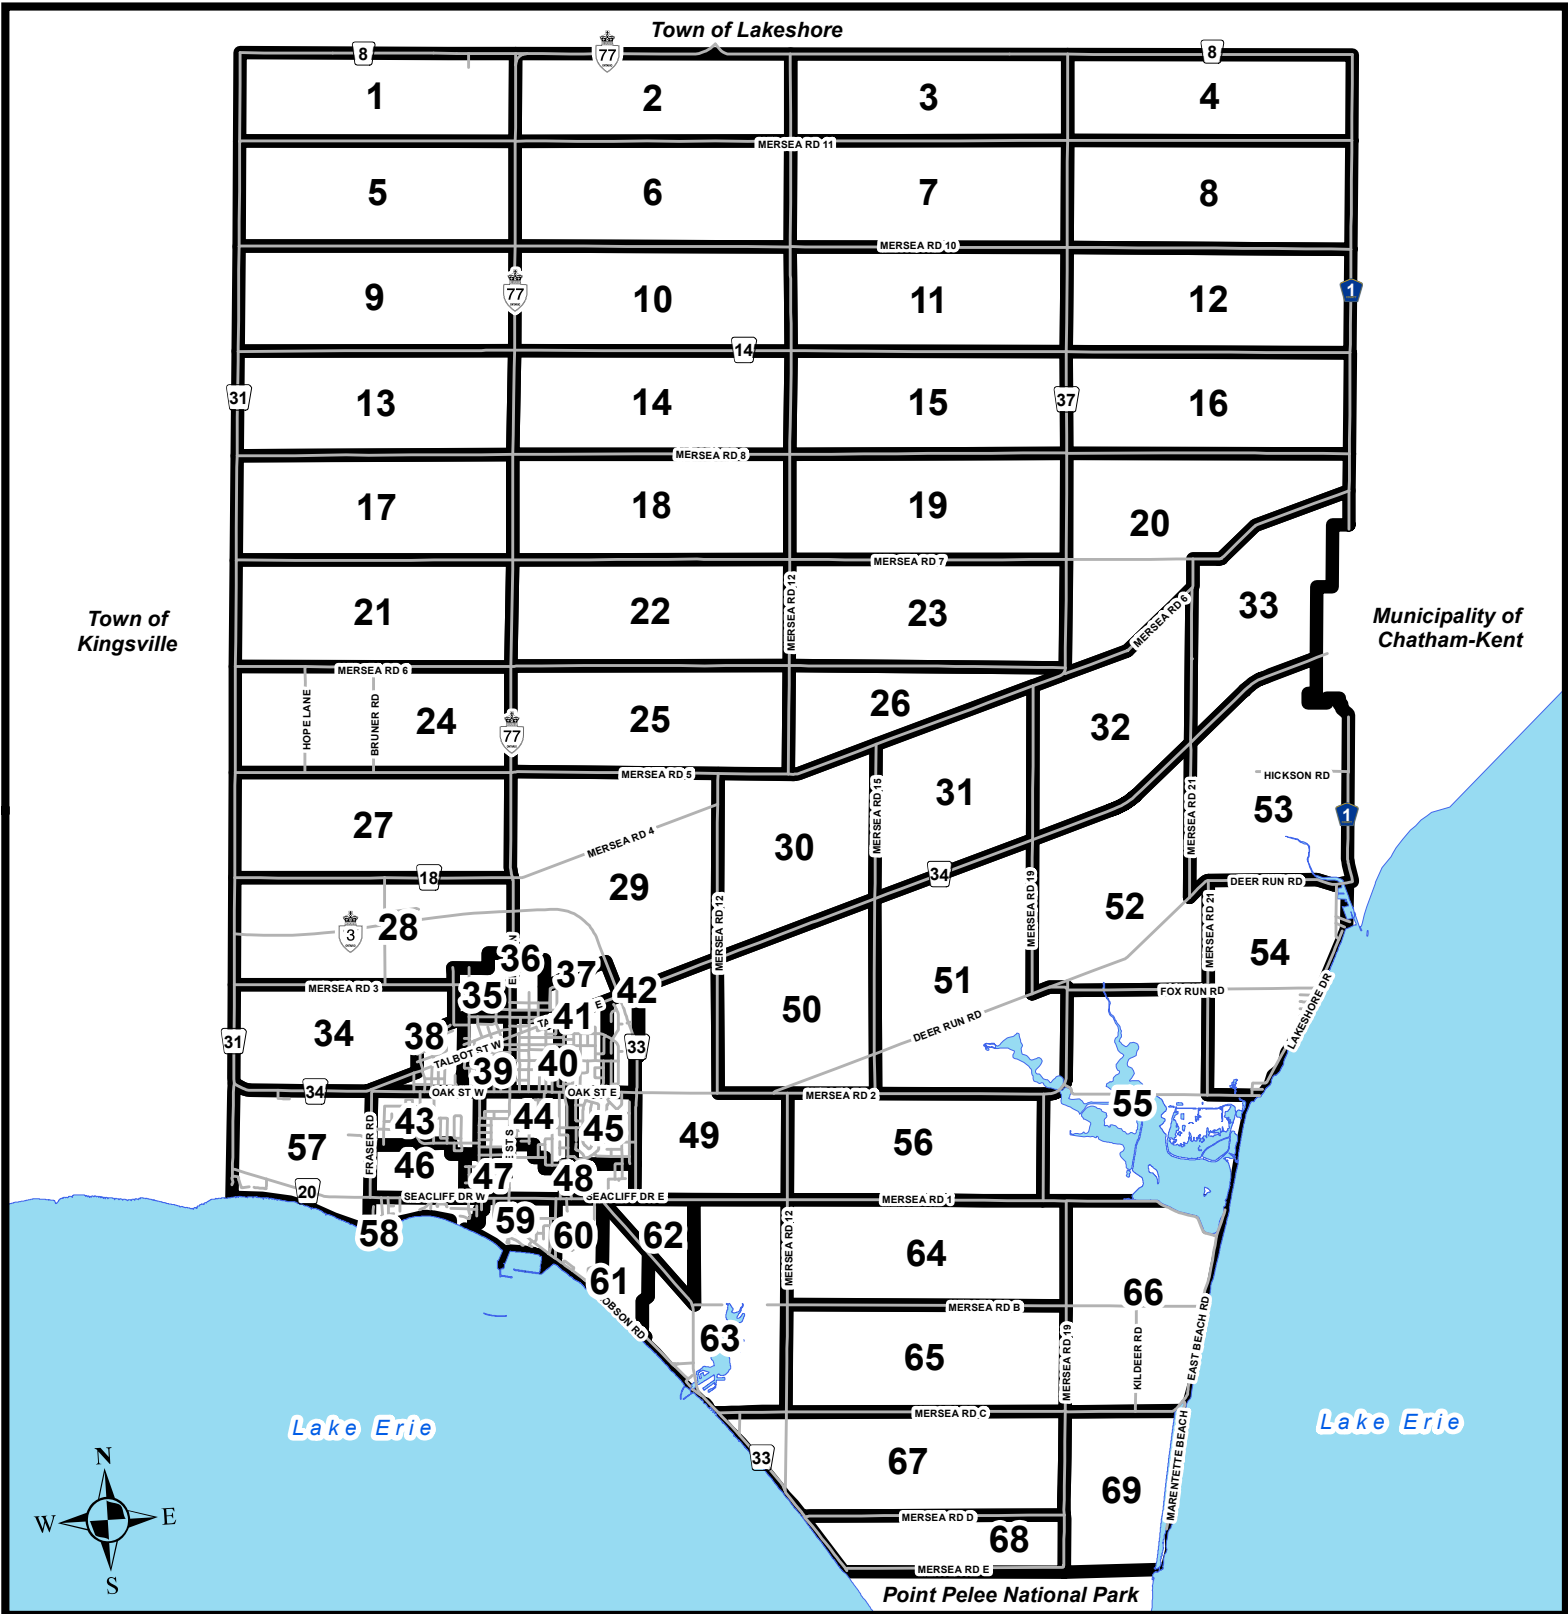 Town of Lakeshore
8
77
ONTARIO
8
1
2
3
4
MERSEA RD 11
5
6
7
8
MERSEA RD 10
9
77
ONTARIO
10
11
12
1
14
31
13
14
15
37
16
MERSEA RD 8
17
18
19
20
MERSEA RD 7
21
22
MERSEA RD 12
23
MERSEA RD 6
33
Town of
Kingsville
Municipality of
Chatham-Kent
MERSEA RD 6
HOPE LANE
BRUNER RD
24
77
ONTARIO
25
26
32
MERSEA RD 5
HICKSON RD
27
MERSEA RD 4
30
MERSEA RD 15
31
MERSEA RD 21
53
1
18
29
34
MERSEA RD 19
DEER RUN RD
3
ONTARIO
28
MERSEA RD 12
52
MERSEA RD 21
54
36
37
MERSEA RD 3
35
42
51
FOX RUN RD
31
34
38
41
50
DEER RUN RD
LAKESHORE DR
TALBOT ST W
39
40
33
34
OAK ST W
OAK ST E
MERSEA RD 2
55
FRASER RD
43
44
45
49
56
57
46
47
48
20
SEACLIFF DR W
SEACLIFF DR E
MERSEA RD 1
58
59
60
62
MERSEA RD 12
64
61
66
MERSEA RD B
63
65
MERSEA RD 19
KILDEER RD
EAST BEACH RD
MERSEA RD C
Lake Erie
Lake Erie
33
67
69
MARENTETTE BEACH
N
W
E
S
MERSEA RD D
68
MERSEA RD E
Point Pelee National Park